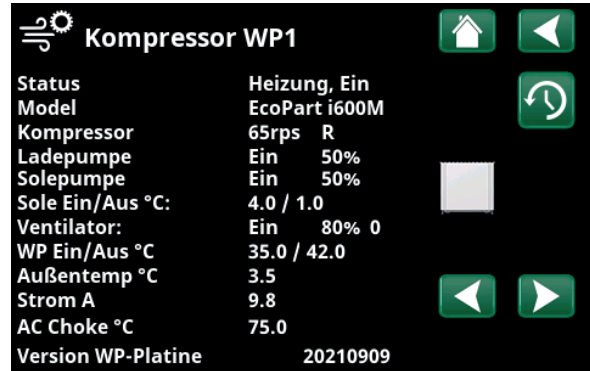 Kompressor WP1
Status Heizung, Ein
Model EcoPart i600M
Kompressor 65rps R
Ladepumpe Ein 50%
Solepumpe Ein 50%
Sole Ein/Aus °C: 4.0 / 1.0
Ventilator: Ein 80% 0
WP Ein/Aus °C 35.0 / 42.0
Außentemp °C 3.5
Strom A 9.8
AC Choke °C 75.0
Version WP-Platine 20210909